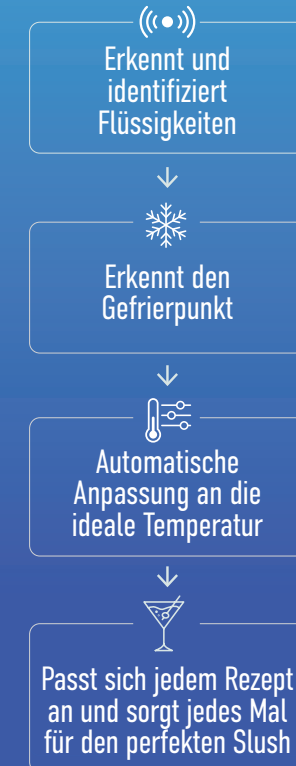 Erkennt und
identifiziert
Flüssigkeiten
Erkennt den
Gefrierpunkt
Automatische
Anpassung an die
ideale Temperatur
Passt sich jedem Rezept
an und sorgt jedes Mal
für den perfekten Slush